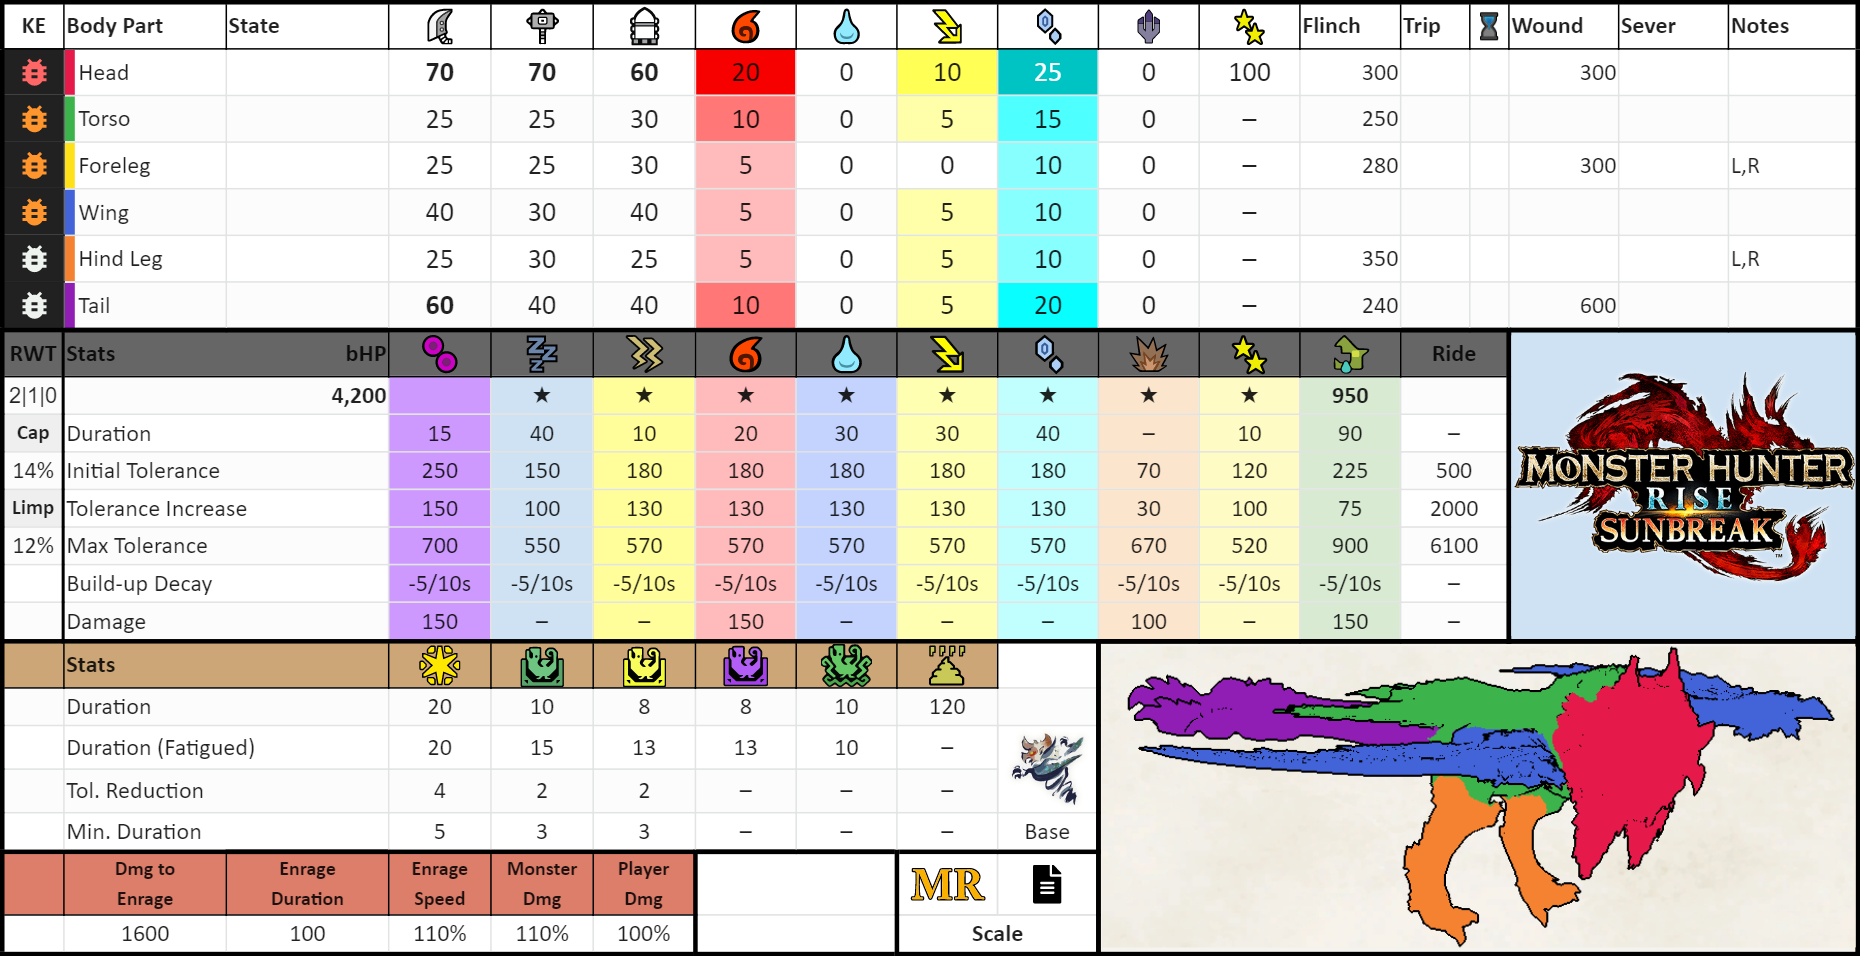 KE Body Part State Flinch Trip Wound Sever Notes
Head 70 70 60 20 0 10 25 0 100 300 300
Torso 25 25 30 10 0 5 15 0 – 250
Foreleg 25 25 30 5 0 0 10 0 – 280 300 L,R
Wing 40 30 40 5 0 5 10 0 –
Hind Leg 25 30 25 5 0 5 10 0 – 350 L,R
Tail 60 40 40 10 0 5 20 0 – 240 600
RWT Stats bHP Ride
2|1|0 4,200 ★ ★ ★ ★ ★ ★ ★ ★ 950
Cap Duration 15 40 10 20 30 30 40 – 10 90 –
14% Initial Tolerance 250 150 180 180 180 180 180 70 120 225 500
Limp Tolerance Increase 150 100 130 130 130 130 130 30 100 75 2000
12% Max Tolerance 700 550 570 570 570 570 570 670 520 900 6100
Build-up Decay -5/10s -5/10s -5/10s -5/10s -5/10s -5/10s -5/10s -5/10s -5/10s -5/10s –
Damage 150 – – 150 – – – 100 – 150 –
MONSTER HUNTER
RISE
SUNBREAK™
Stats
Duration 20 10 8 8 10 120
Duration (Fatigued) 20 15 13 13 10 –
Tol. Reduction 4 2 2 – – –
Min. Duration 5 3 3 – – – Base
Dmg to Enrage Enrage Monster Player
Enrage Duration Speed Dmg Dmg
MR
1600 100 110% 110% 100% Scale